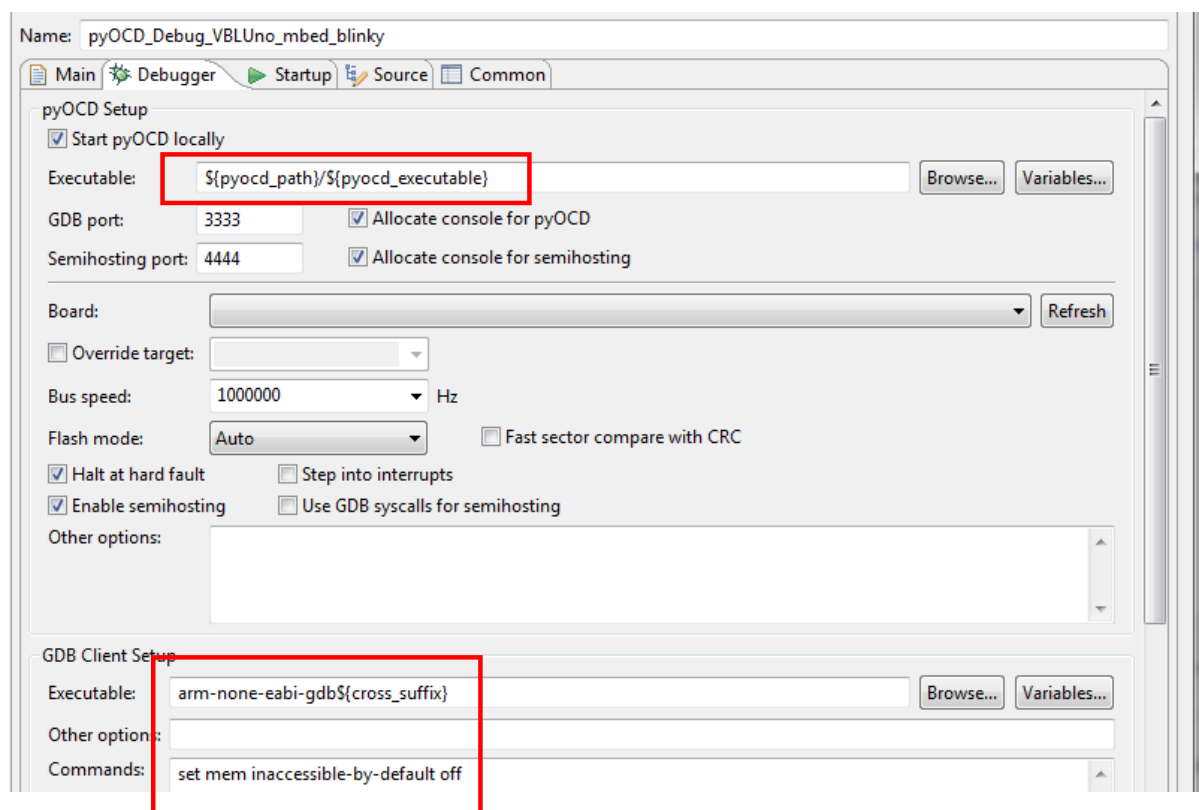 Name: pyOCD_Debug_VBLUno_mbed_blinky
Main Debugger Startup Source Common
pyOCD Setup
Start pyOCD locally
Executable: ${pyocd_path}/${pyocd_executable} Browse... Variables...
GDB port: 3333 Allocate console for pyOCD
Semihosting port: 4444 Allocate console for semihosting
Board: Refresh
Override target:
Bus speed: 1000000 Hz
Flash mode: Auto Fast sector compare with CRC
Halt at hard fault Step into interrupts
Enable semihosting Use GDB syscalls for semihosting
Other options:
GDB Client Setup
Executable: arm-none-eabi-gdb${cross_suffix} Browse... Variables...
Other options:
Commands: set mem inaccessible-by-default off